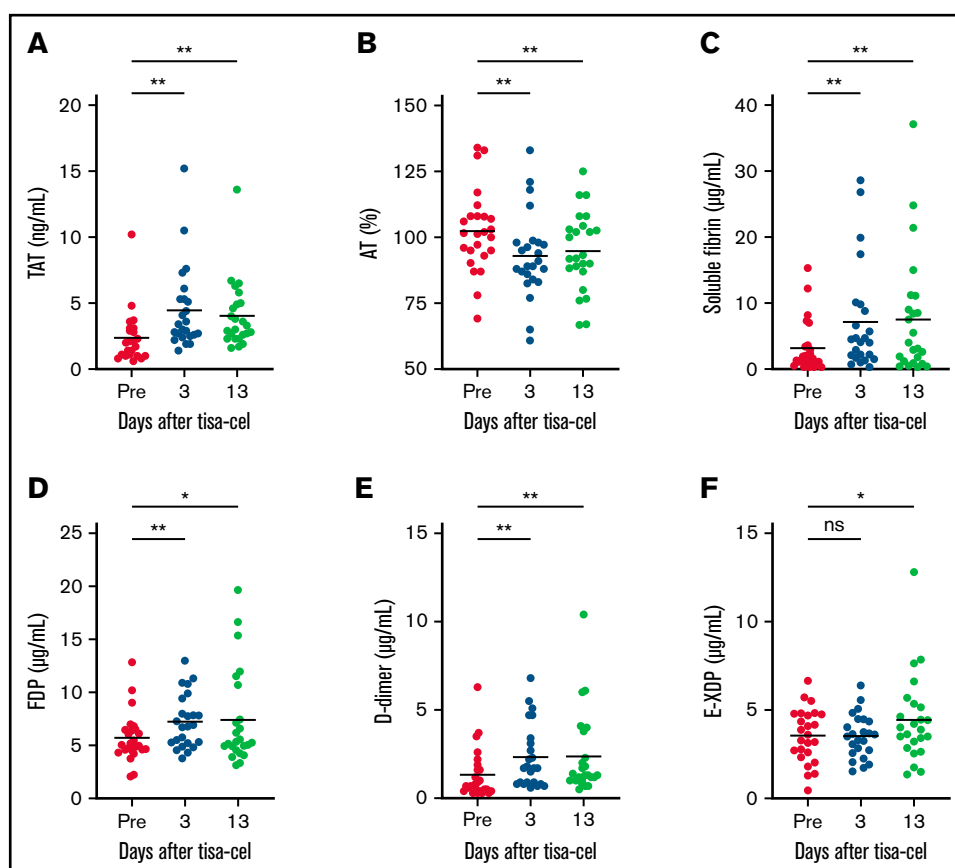 A
**
**
20
15
10
5
0
TAT (ng/mL)
Pre 3 13
Days after tisa-cel
B
**
**
150
125
100
75
50
AT (%)
Pre 3 13
Days after tisa-cel
C
**
**
40
30
20
10
0
Solule fibrin (µg/mL)
Pre 3 13
Days after tisa-cel
D
*
**
25
20
15
10
5
0
FDP (µg/mL)
Pre 3 13
Days after tisa-cel
E
**
**
15
10
5
0
D-dimer (µg/mL)
Pre 3 13
Days after tisa-cel
F
*
ns
15
10
5
0
E-XDP (µg/mL)
Pre 3 13
Days after tisa-cel